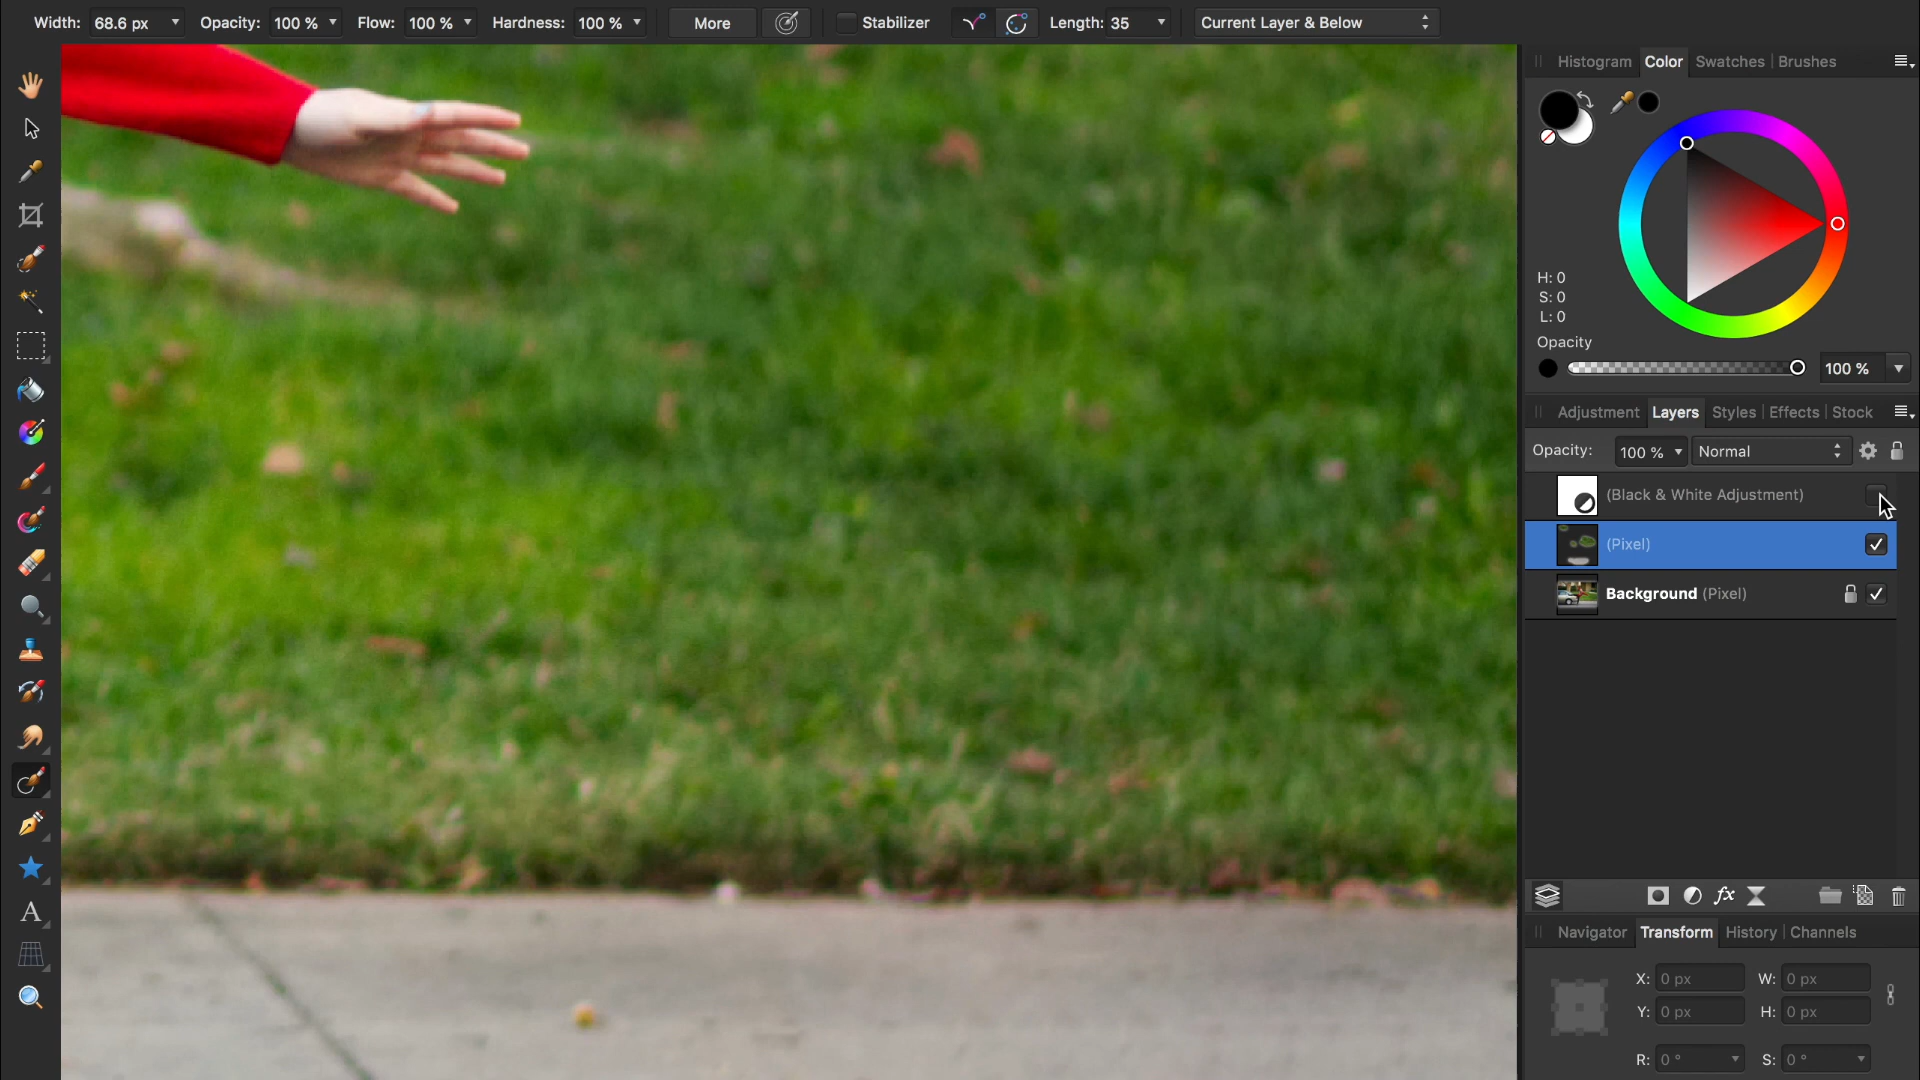 Width: 68.6 px Opacity: 100 % Flow: 100 % Hardness: 100 % More Stabilizer Length: 35 Current Layer & Below
Histogram Color Swatches Brushes
H: 0
S: 0
L: 0
Opacity
100 %
Adjustment Layers Styles Effects Stock
Opacity: 100 % Normal
(Black & White Adjustment)
(Pixel)
Background (Pixel)
fx
A
Navigator Transform History Channels
X: 0 px W: 0 px
Y: 0 px H: 0 px
R: 0 ° S: 0 °